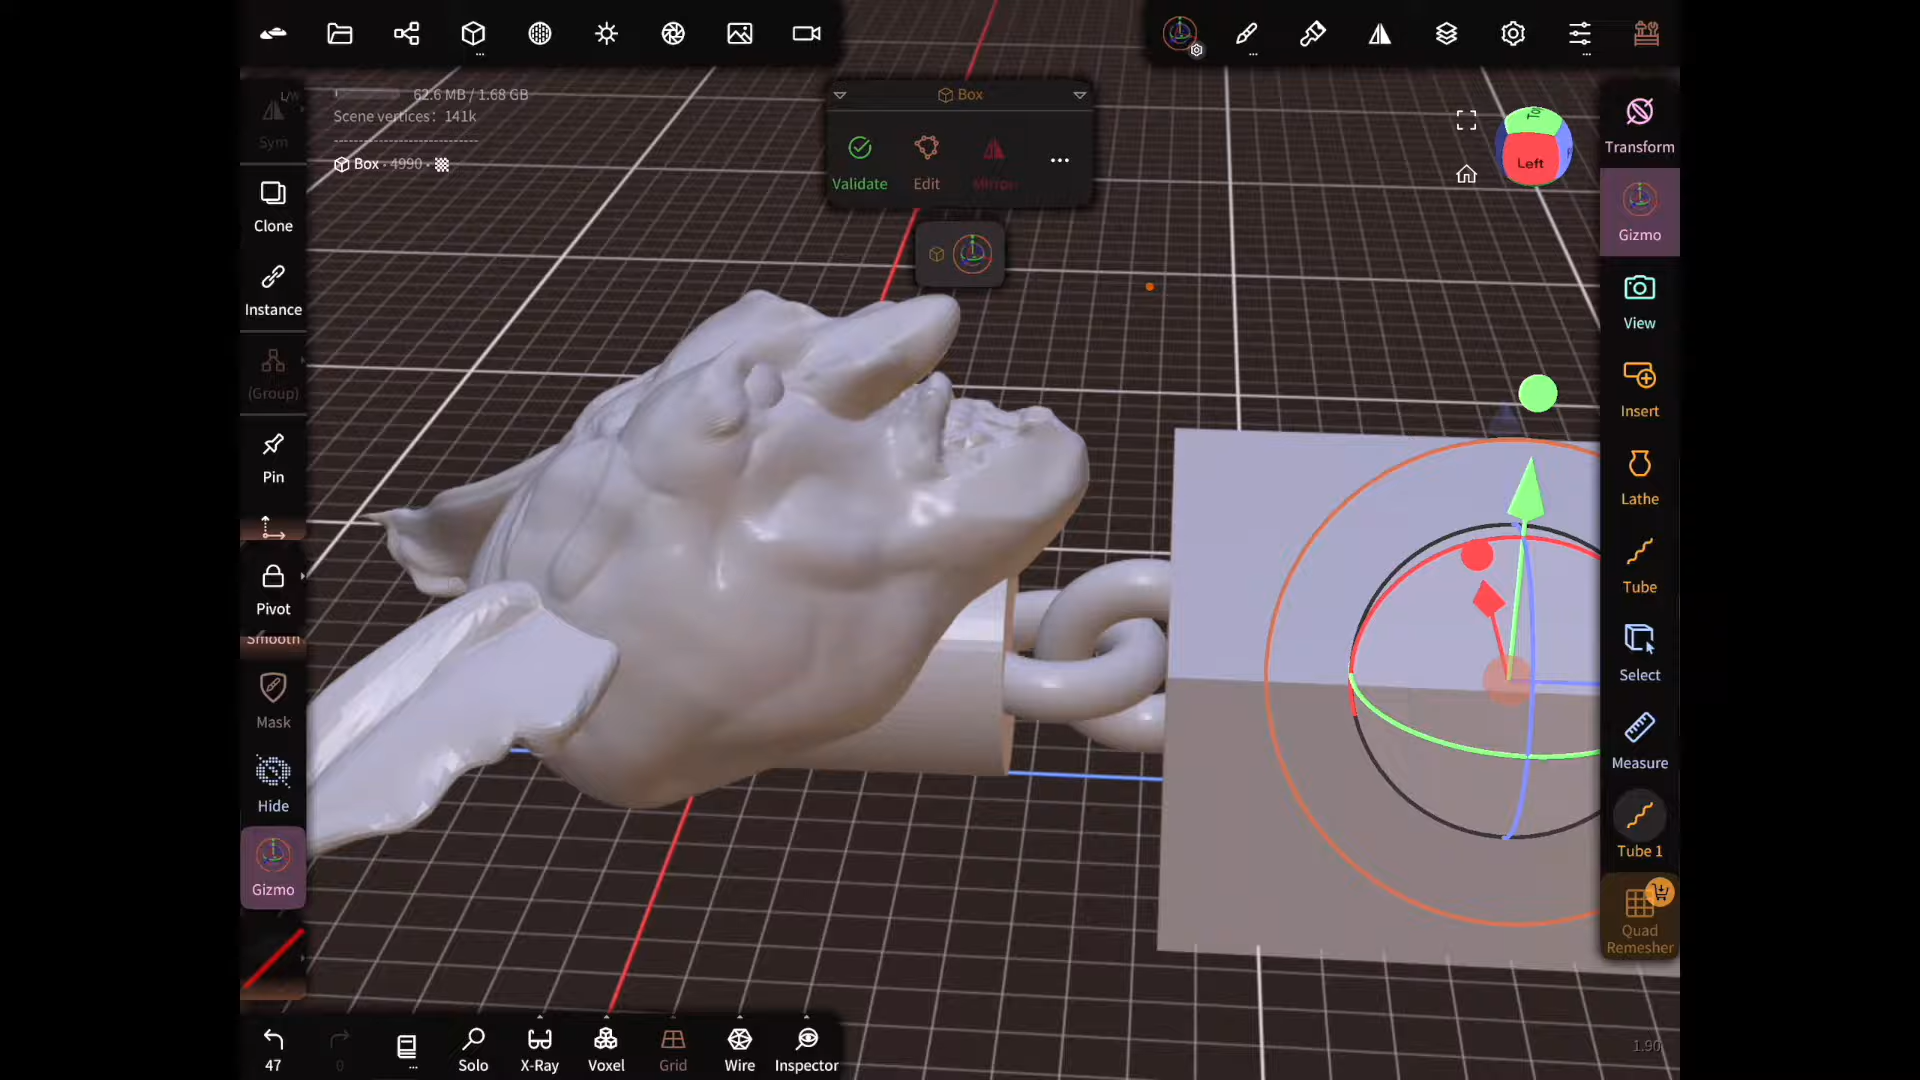 62.6 MB / 1.68 GB
Scene vertices: 141k
Box · 4990 ·
L/W
Sym
Clone
Instance
(Group)
Pin
Pivot
Smooth
Mask
Hide
Gizmo
Box
Validate
Edit
Mirror
Left
Transform
Gizmo
View
Insert
Lathe
Tube
Select
Measure
Tube 1
Quad
Remesher
1.90
47
0
Solo
X-Ray
Voxel
Grid
Wire
Inspector